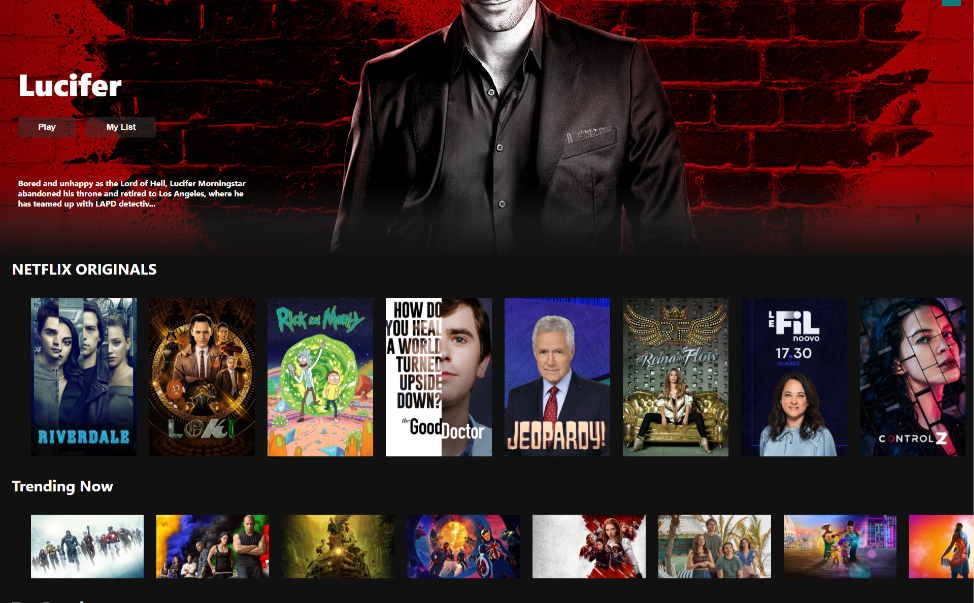 Lucifer
Play
My List
Bored and unhappy as the Lord of Hell, Lucifer Morningstar
abandoned his throne and retired to Los Angeles, where he
has teamed up with LAPD detectiv...
NETFLIX ORIGINALS
RIVERDALE
LOKI
Rick and Morty
HOW DO
YOU HEAL
A WORLD
TURNED
UPSIDE
DOWN?
the Good Doctor
JEOPARDY!
La Reina del Flow
LE FiL
noovo
17.30
CONTROL Z
Trending Now